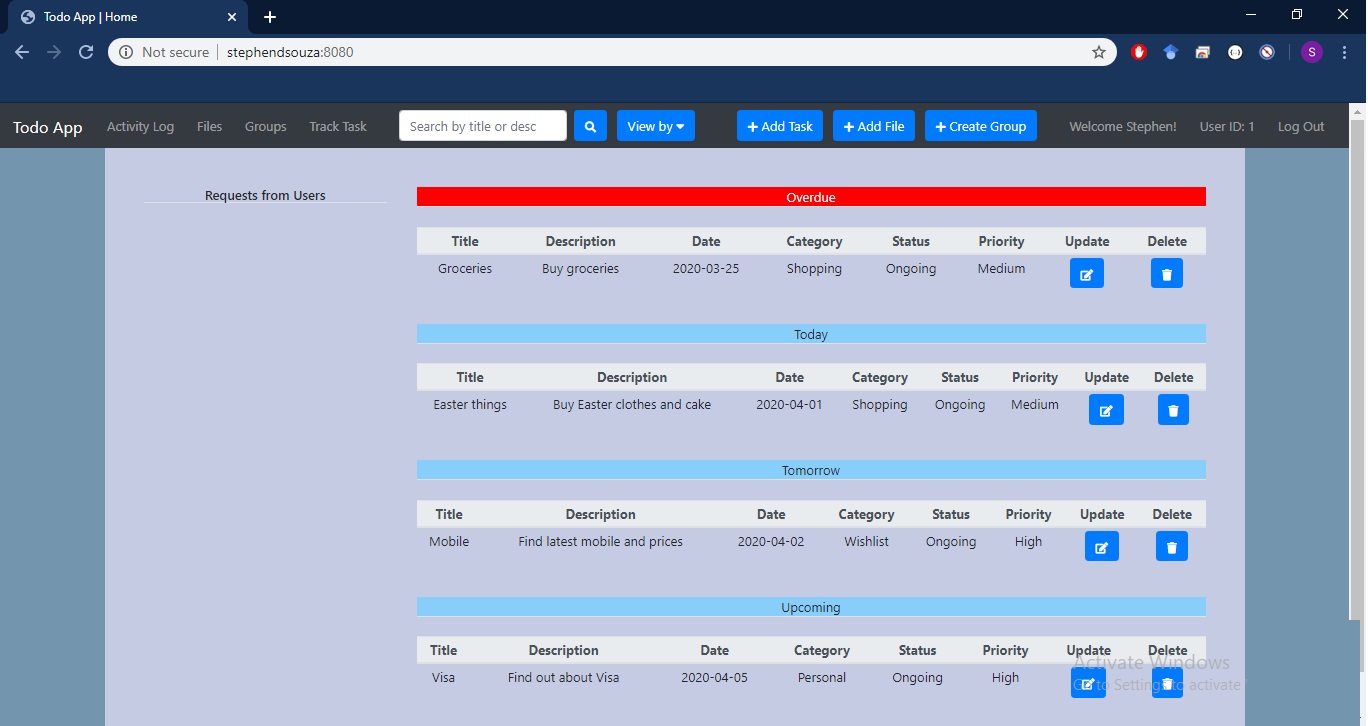 Todo App | Home
Not secure | stephendsouza:8080
S
Todo App Activity Log Files Groups Track Task Search by title or desc View by + Add Task + Add File + Create Group Welcome Stephen! User ID: 1 Log Out
Requests from Users
Overdue
Title Description Date Category Status Priority Update Delete
Groceries Buy groceries 2020-03-25 Shopping Ongoing Medium
Today
Title Description Date Category Status Priority Update Delete
Easter things Buy Easter clothes and cake 2020-04-01 Shopping Ongoing Medium
Tomorrow
Title Description Date Category Status Priority Update Delete
Mobile Find latest mobile and prices 2020-04-02 Wishlist Ongoing High
Upcoming
Title Description Date Category Status Priority Update Delete
Visa Find out about Visa 2020-04-05 Personal Ongoing High
Activate Windows
Go to Settings to activate